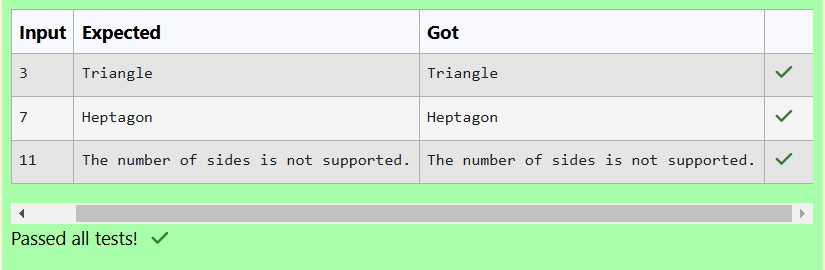 Input Expected Got
3 Triangle Triangle
7 Heptagon Heptagon
11 The number of sides is not supported. The number of sides is not supported.
Passed all tests!